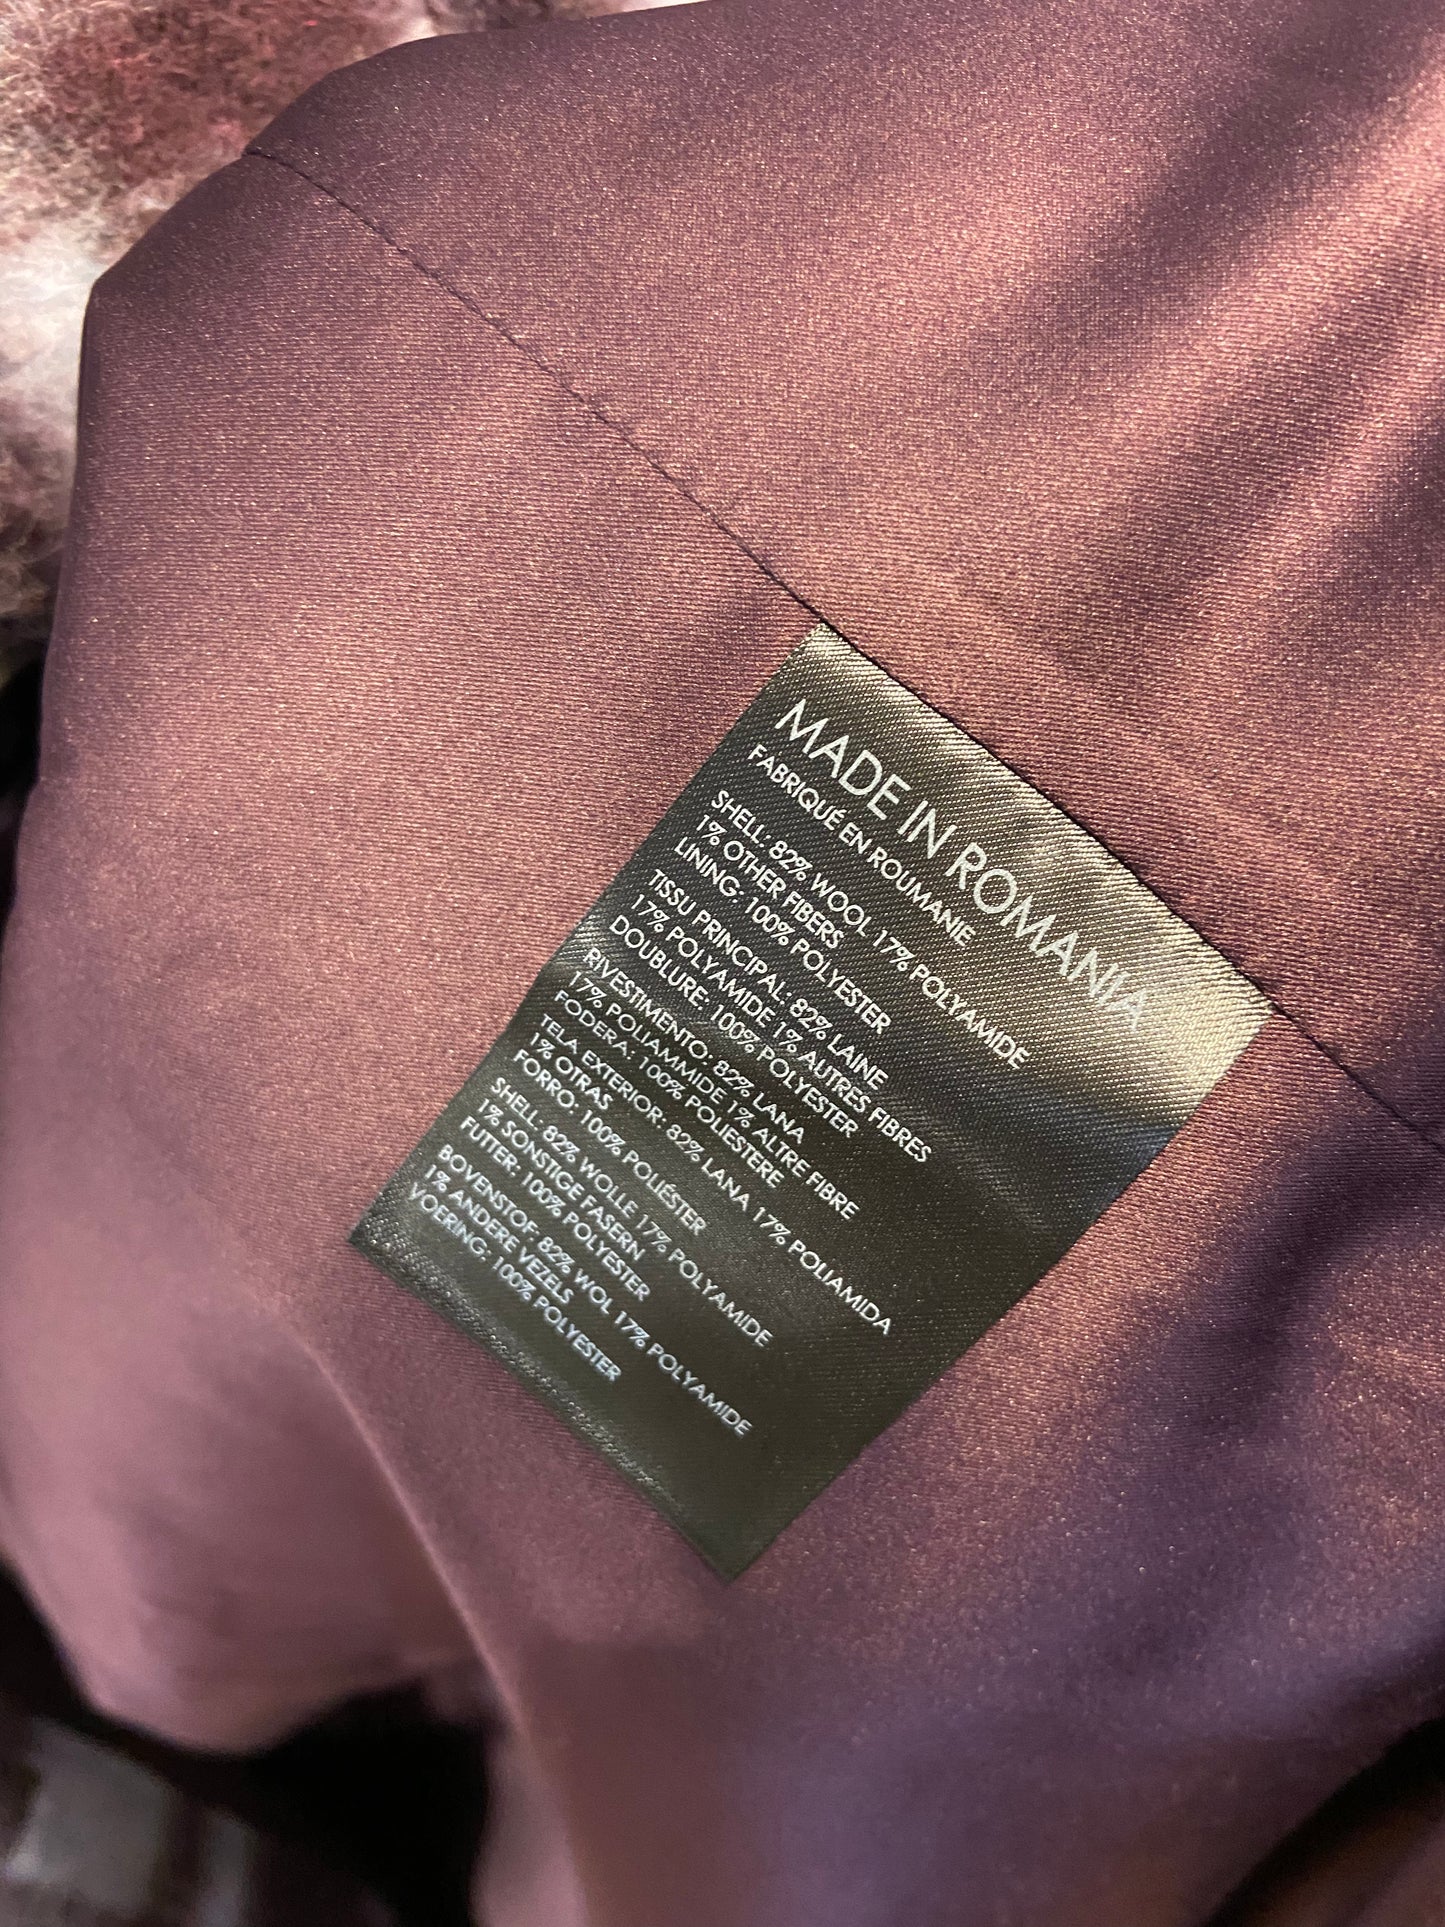 MADE IN ROMANIA
FABRIQUÉ EN ROUMANIE
SHELL: 82% WOOL 17% POLYAMIDE
1% OTHER FIBERS
LINING: 100% POLYESTER
TISSU PRINCIPAL: 82% LAINE
17% POLYAMIDE 1% AUTRES FIBRES
DOUBLURE: 100% POLYESTER
RIVESTIMENTO: 82% LANA
17% POLIAMMIDE 1% ALTRE FIBRE
FODERA: 100% POLIESTERE
TELA EXTERIOR: 82% LANA 17% POLIAMIDA
1% OTRAS
FORRO: 100% POLIÉSTER
SHELL: 82% WOLLE 17% POLYAMIDE
1% SONSTIGE FASERN
FUTTER: 100% POLYESTER
BOVENSTOF: 82% WOL 17% POLYAMIDE
1% ANDERE VEZELS
VOERING: 100% POLYESTER